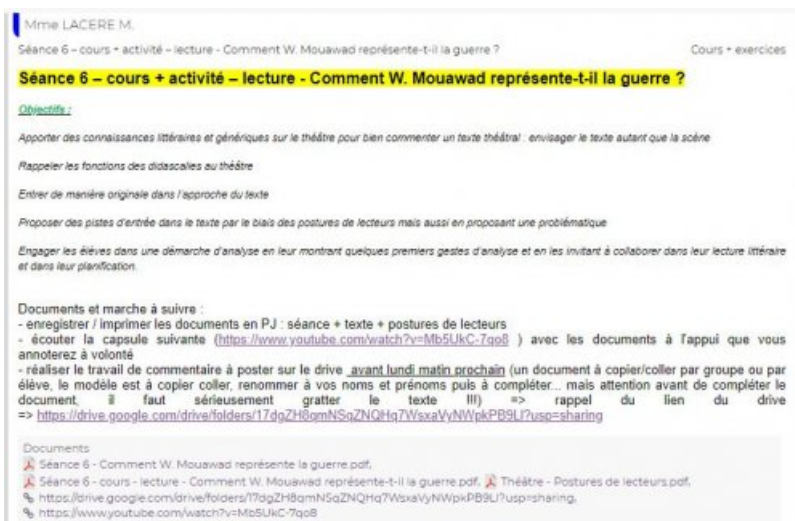 Mme LACERE M.
Séance 6 – cours + activité – lecture - Comment W. Mouawad représente-t-il la guerre ? Cours + exercices
Séance 6 – cours + activité – lecture - Comment W. Mouawad représente-t-il la guerre ?
Objectifs :
Apporter des connaissances littéraires et génériques sur le théâtre pour bien commenter un texte théâtral : envisager le texte autant que la scène
Rappeler les fonctions des didascalies au théâtre
Entrer de manière originale dans l'approche du texte
Proposer des pistes d'entrée dans le texte par le biais des postures de lecteurs mais aussi en proposant une problématique
Engager les élèves dans une démarche d'analyse en leur montrant quelques premiers gestes d'analyse et en les invitant à collaborer dans leur lecture littéraire
et dans leur planification.
Documents et marche à suivre :
- enregistrer / imprimer les documents en PJ : séance + texte + postures de lecteurs
- écouter la capsule suivante (https://www.youtube.com/watch?v=Mb5UkC-7qo8 ) avec les documents à l'appui que vous
annoterez à volonté
- réaliser le travail de commentaire à poster sur le drive avant lundi matin prochain (un document à copier/coller par groupe ou par
élève, le modèle est à copier coller, renommer à vos noms et prénoms puis à compléter... mais attention avant de compléter le
document, il faut sérieusement gratter le texte !!!) => rappel du lien du drive
=> https://drive.google.com/drive/folders/17dgZH8qmNSqZNQHq7WsxaVyNWpkPB9LI?usp=sharing
Documents
Séance 6 - Comment W. Mouawad représente la guerre.pdf,
Séance 6 - cours - lecture - Comment W. Mouawad représente-t-il la guerre.pdf, Théâtre - Postures de lecteurs.pdf,
https://drive.google.com/drive/folders/17dgZH8qmNSqZNQHq7WsxaVyNWpkPB9LI?usp=sharing,
https://www.youtube.com/watch?v=Mb5UkC-7qo8